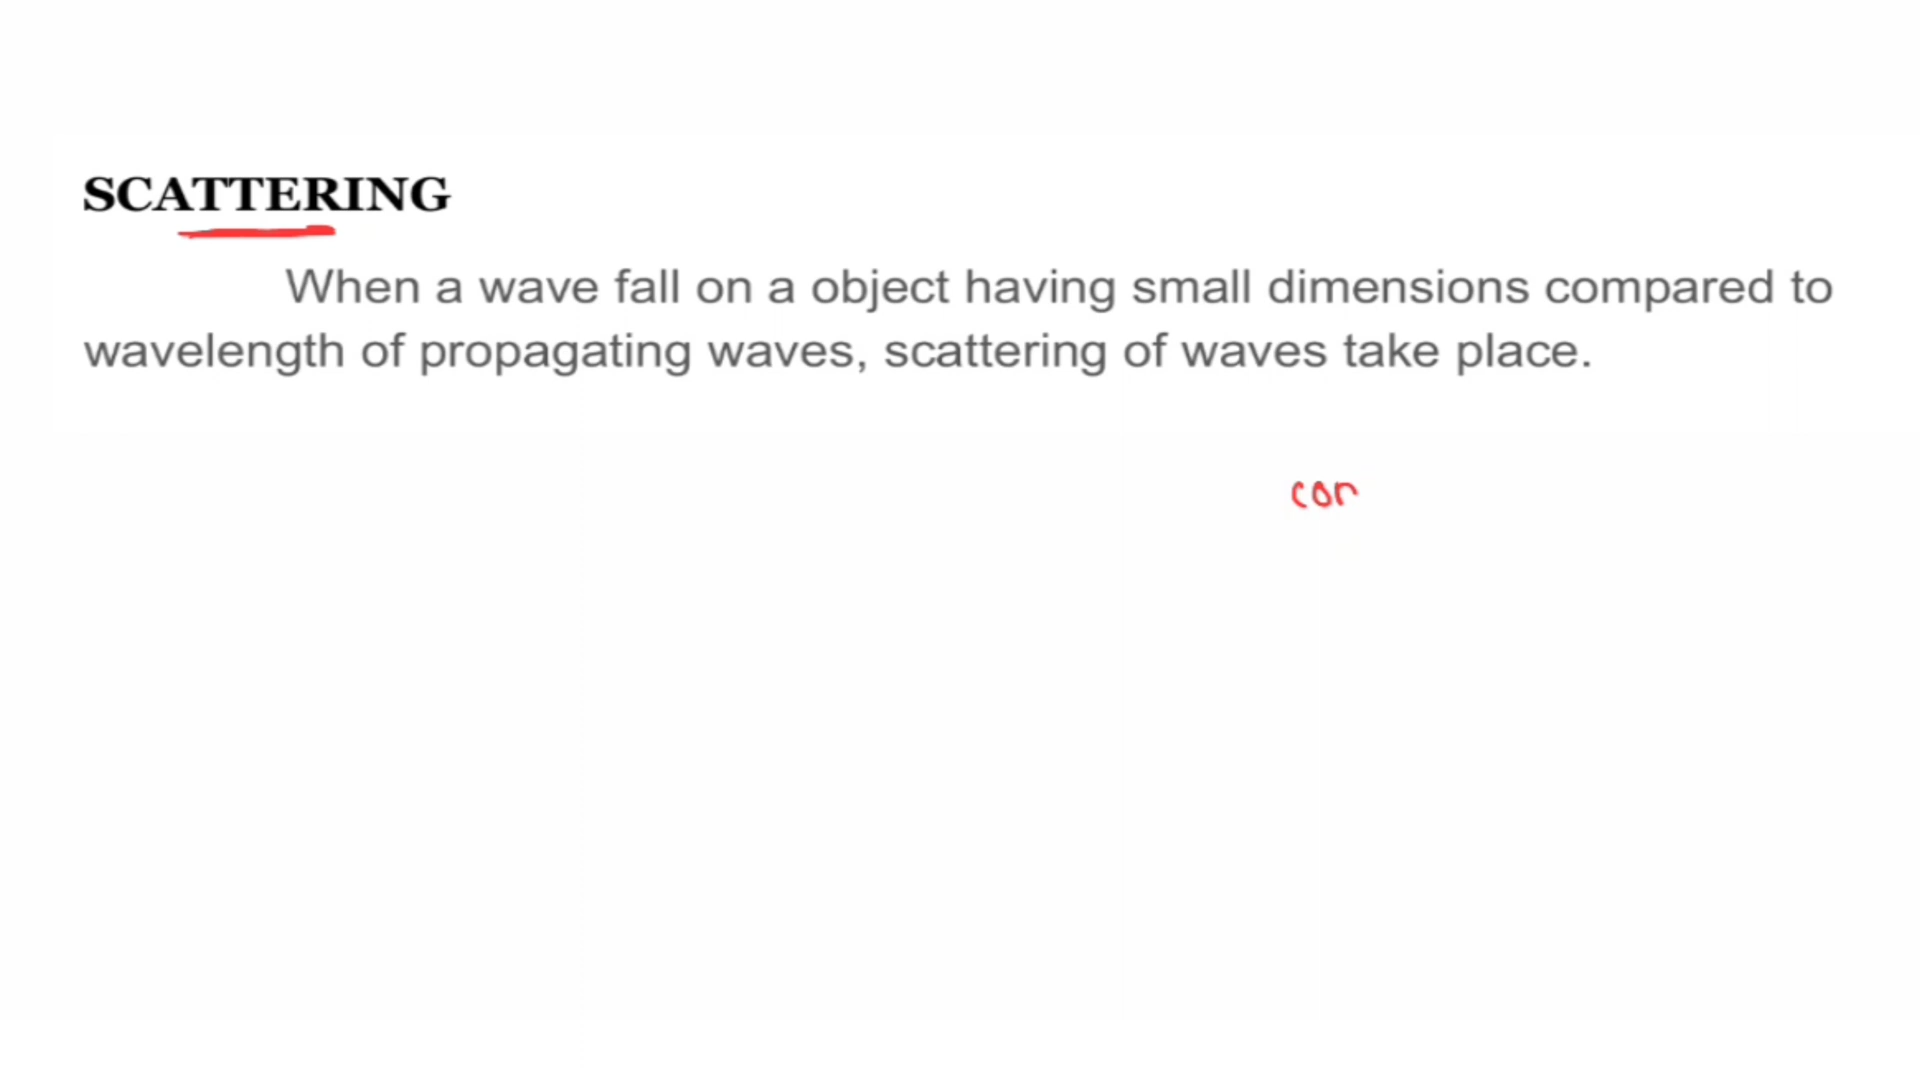 SCATTERING
When a wave fall on a object having small dimensions compared to
wavelength of propagating waves, scattering of waves take place.
car